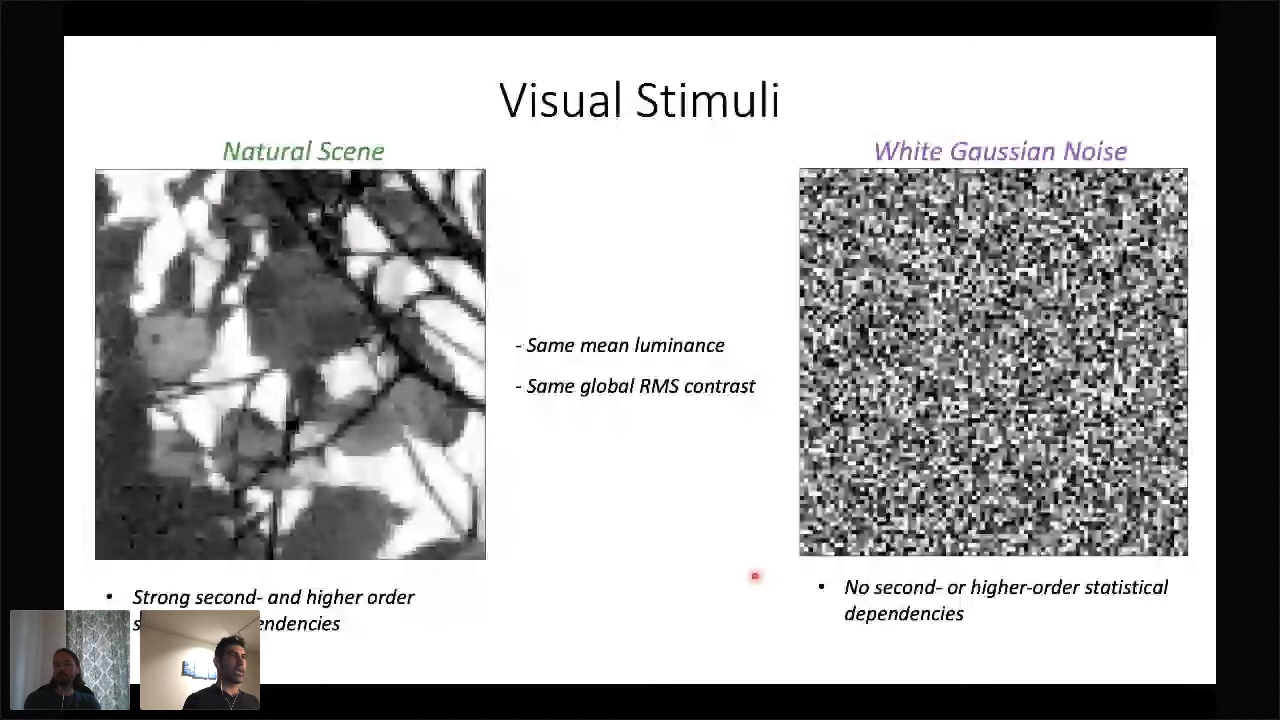 Visual Stimuli
Natural Scene
White Gaussian Noise
- Same mean luminance
- Same global RMS contrast
• Strong second- and higher order
• No second- or higher-order statistical
dependencies